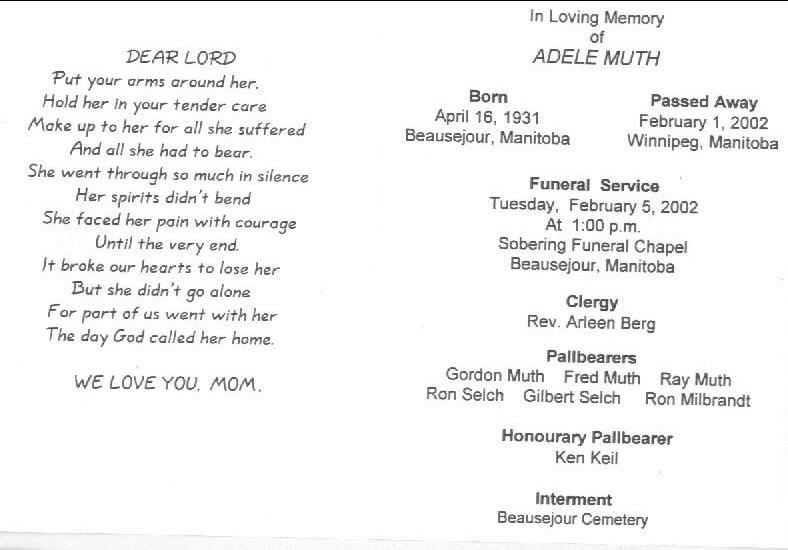 DEAR LORD
Put your arms around her.
Hold her in your tender care
Make up to her for all she suffered
And all she had to bear.
She went through so much in silence
Her spirits didn't bend
She faced her pain with courage
Until the very end.
It broke our hearts to lose her
But she didn't go alone
For part of us went with her
The day God called her home.
WE LOVE YOU. MOM.
In Loving Memory
of
ADELE MUTH
Born
April 16, 1931
Beausejour, Manitoba
Passed Away
February 1, 2002
Winnipeg, Manitoba
Funeral Service
Tuesday, February 5, 2002
At 1:00 p.m.
Sobering Funeral Chapel
Beausejour, Manitoba
Clergy
Rev. Arleen Berg
Pallbearers
Gordon Muth Fred Muth Ray Muth
Ron Selch Gilbert Selch Ron Milbrandt
Honourary Pallbearer
Ken Keil
Interment
Beausejour Cemetery